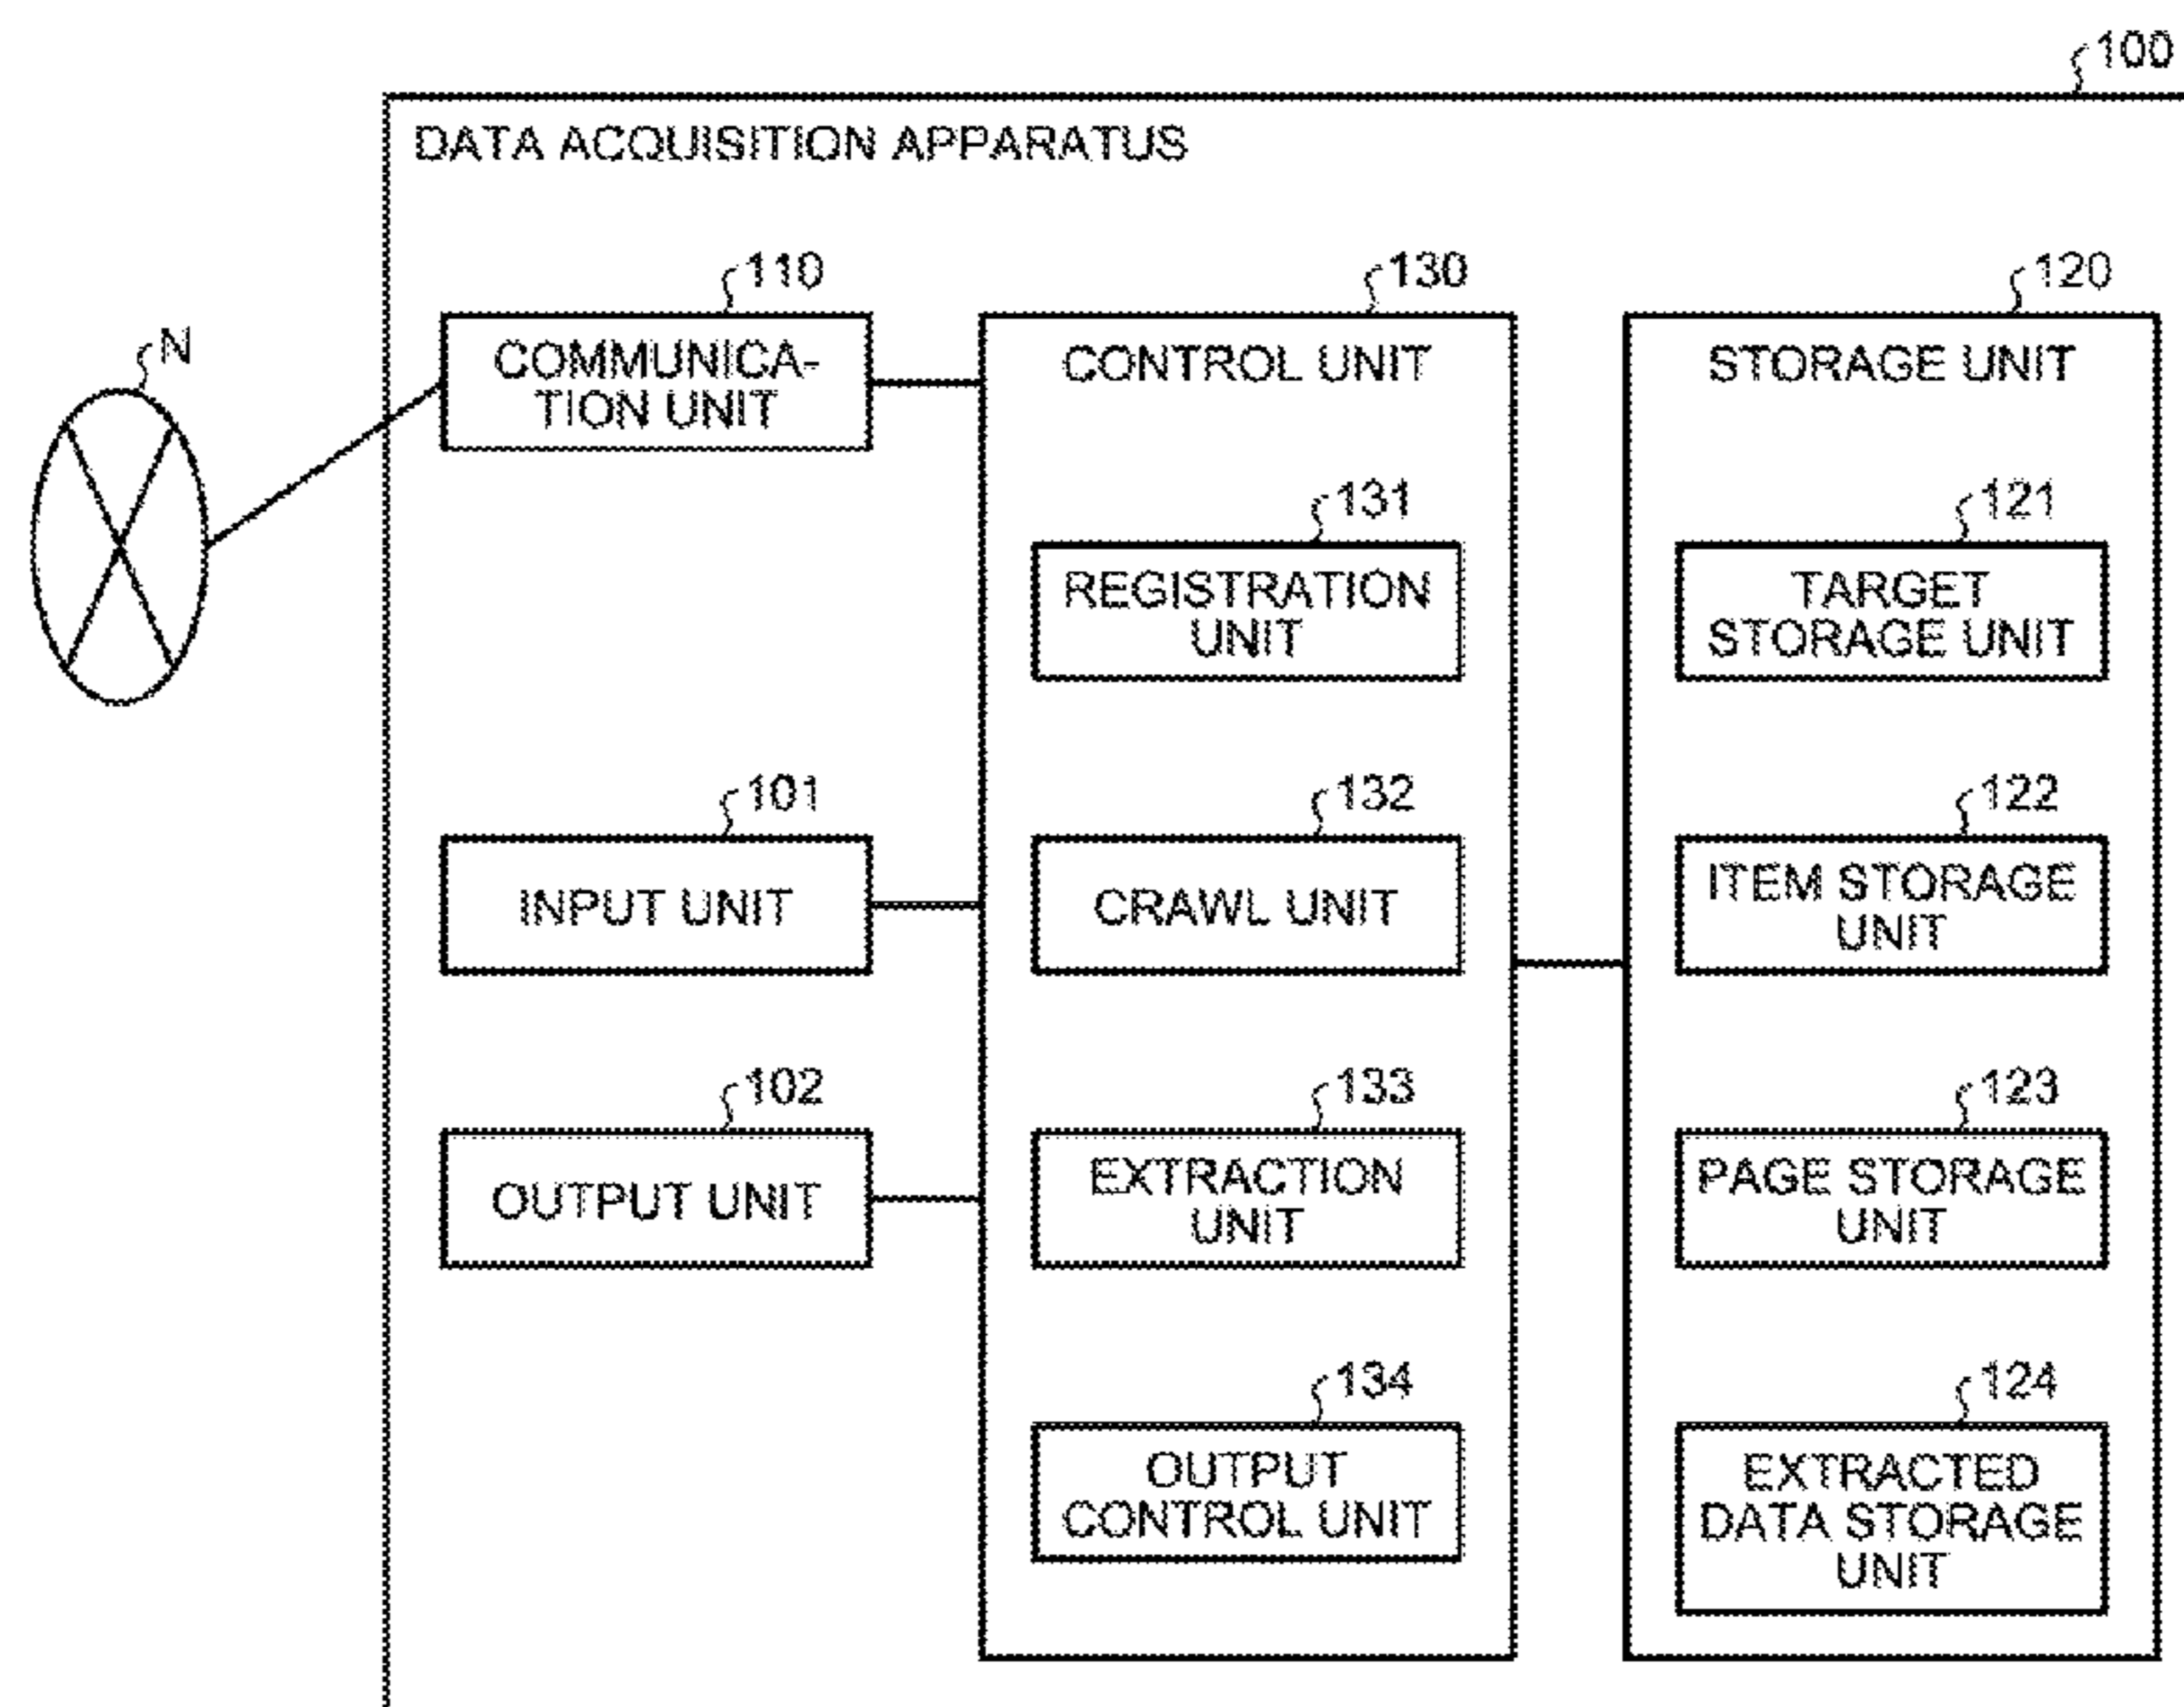 100
DATA ACQUISITION APPARATUS
N
110
COMMUNICA-
TION UNIT
101
INPUT UNIT
102
OUTPUT UNIT
130
CONTROL UNIT
131
REGISTRATION
UNIT
132
CRAWL UNIT
133
EXTRACTION
UNIT
134
OUTPUT
CONTROL UNIT
120
STORAGE UNIT
121
TARGET
STORAGE UNIT
122
ITEM STORAGE
UNIT
123
PAGE STORAGE
UNIT
124
EXTRACTED
DATA STORAGE
UNIT